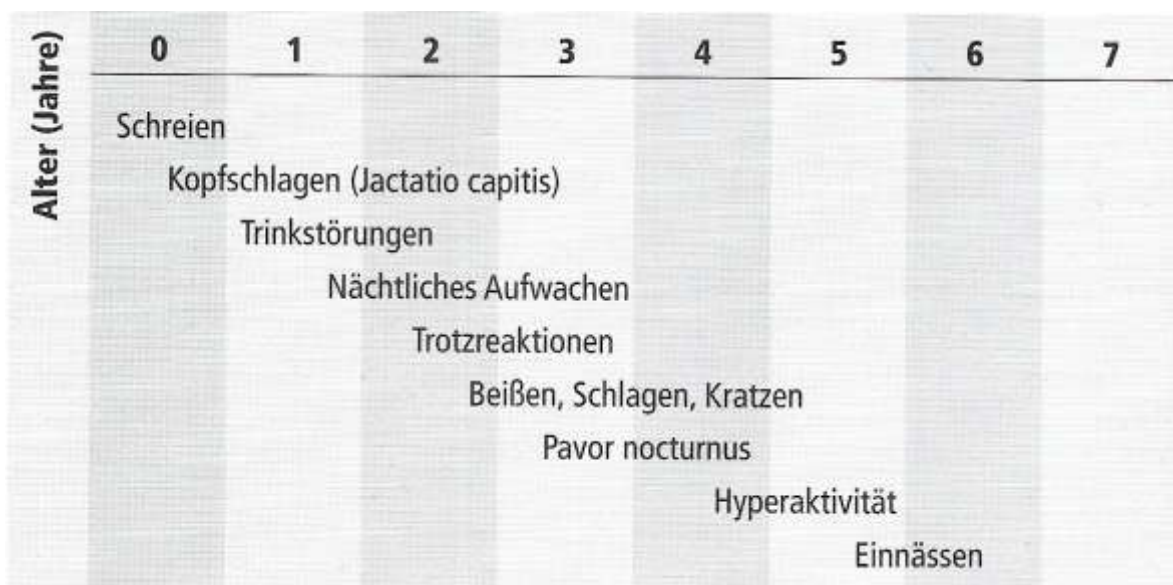 Alter (Jahre)
0 1 2 3 4 5 6 7
Schreien
Kopfschlagen (Jactatio capitis)
Trinkstörungen
Nächtliches Aufwachen
Trotzreaktionen
Beißen, Schlagen, Kratzen
Pavor nocturnus
Hyperaktivität
Einnässen